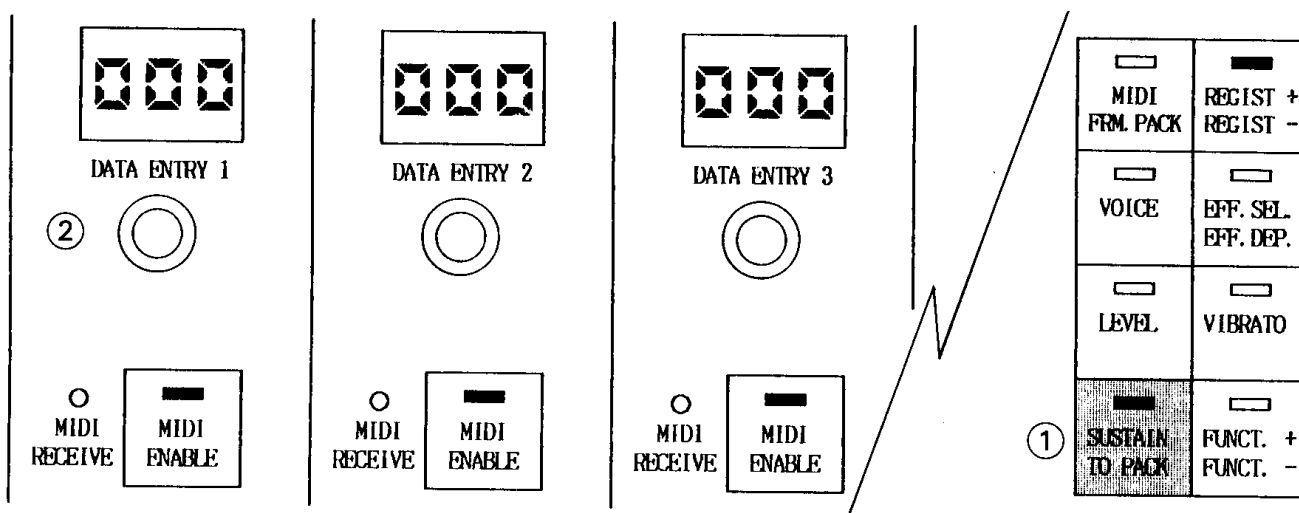 000
DATA ENTRY 1
②
MIDI
RECEIVE
MIDI
ENABLE
000
DATA ENTRY 2
MIDI
RECEIVE
MIDI
ENABLE
000
DATA ENTRY 3
MIDI
RECEIVE
MIDI
ENABLE
MIDI
FRM. PACK
REGIST +
REGIST -
VOICE
EFF. SEL.
EFF. DEP.
LEVEL
VIBRATO
①
SUSTAIN
TO PACK
FUNCT. +
FUNCT. -